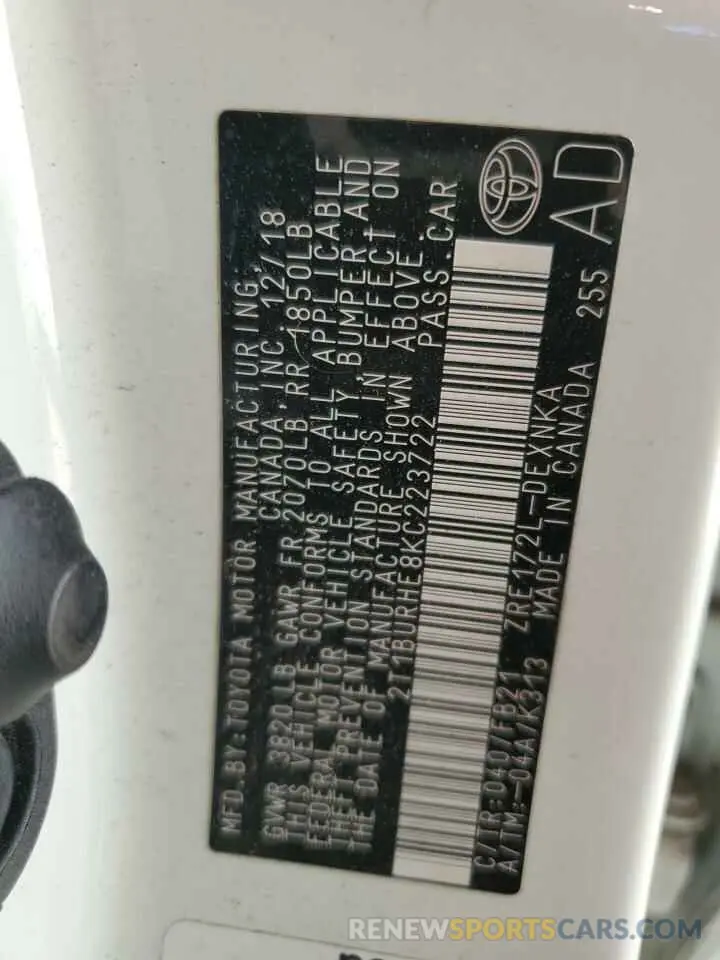 MFD.BY:TOYOTA MOTOR MANUFACTURING,
CANADA, INC. 12/18
GVWR 3820 LB GAWR FR 2070LB RR 1850LB
THIS VEHICLE CONFORMS TO ALL APPLICABLE
FEDERAL MOTOR VEHICLE SAFETY, BUMPER AND
THEFT PREVENTION STANDARDS IN EFFECT ON
THE DATE OF MANUFACTURE SHOWN ABOVE.
2T1BURHE8KC223722 PASS.CAR
C/TR:040/FB21 ZRE172L-DEXNKA
A/TM:-04A/K313 MADE IN CANADA 255
AD
RENEWSPORTSCARS.COM